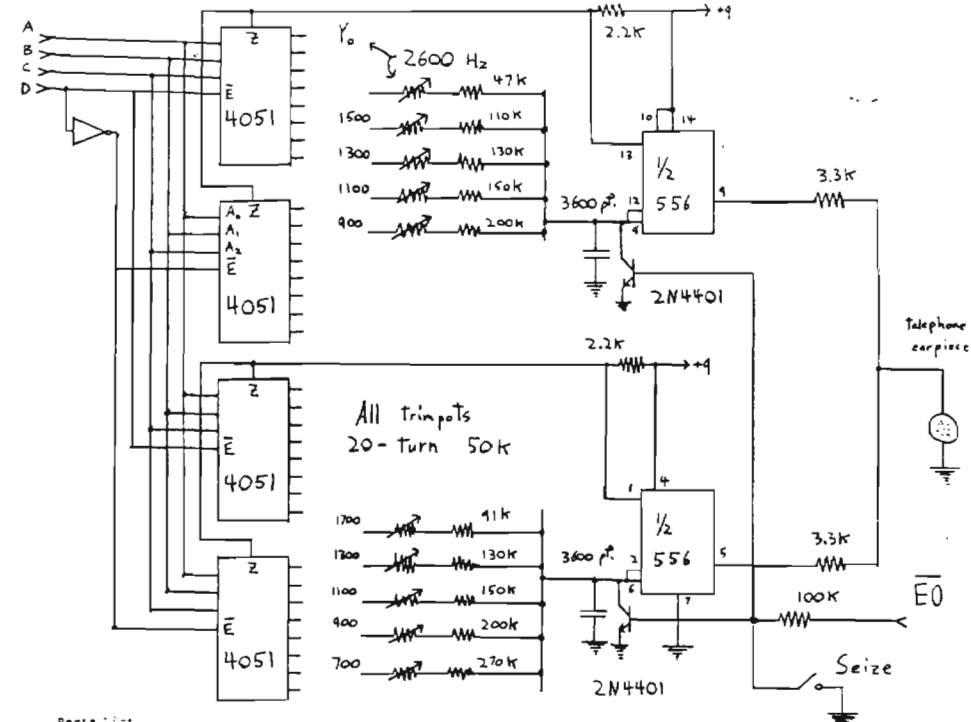 A
B
C
D
Z
E̅
4051
A₀ Z
A₁
A₂
E̅
4051
Z
E̅
4051
Z
E̅
4051
Y₀
2600 Hz
47K
1500 110K
1300 130K
1100 150K
900 200K
2.2K
+9
10 14
13
1/2
556
9
12
3600 pf.
2N4401
3.3K
telephone
earpiece
2.2K
+9
All trimpots
20-turn 50K
1700 91K
1300 130K
1100 150K
900 200K
700 270K
1 4
1/2
556
5
2
6
7
3600 pf.
2N4401
3.3K
100K
E̅0̅
Seize
Parts List